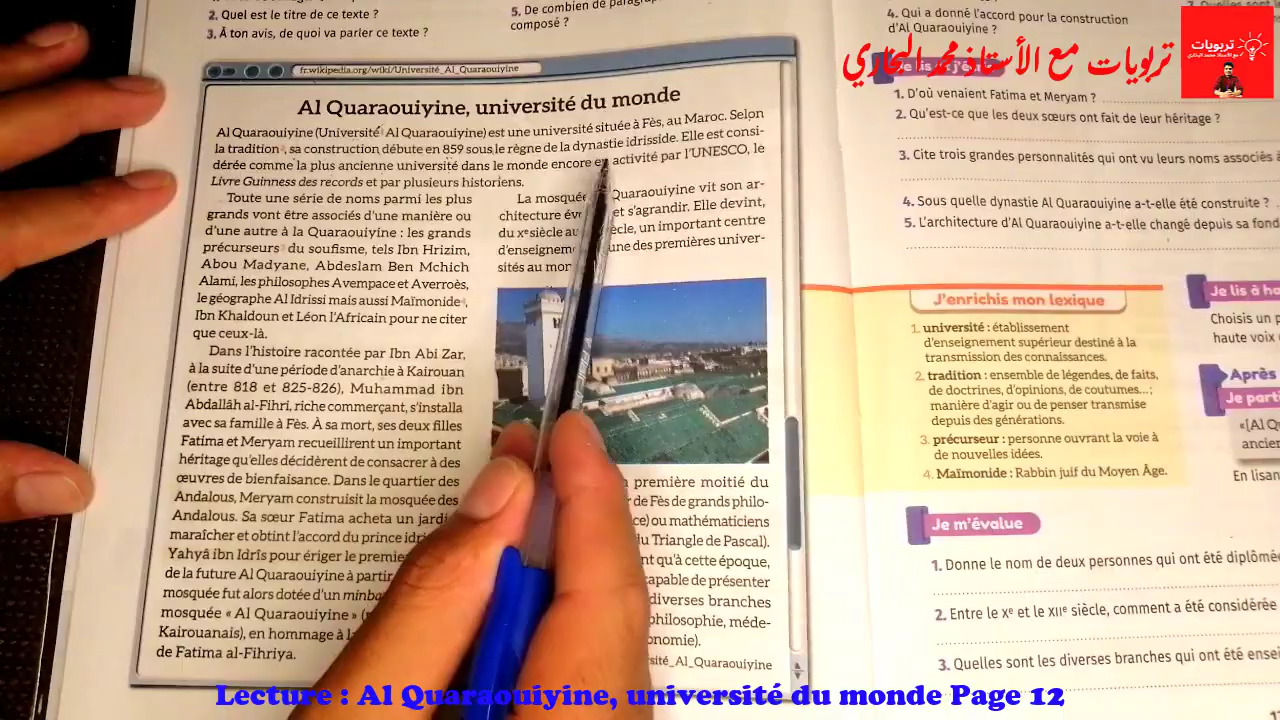 2. Quel est le titre de ce texte ?
3. À ton avis, de quoi va parler ce texte ?
5. De combien de
composé ?
fr.wikipedia.org/wiki/Université_Al_Quaraouiyine
Al Quaraouiyine, université du monde
Al Quaraouiyine (Université Al Quaraouiyine) est une université située à Fès, au Maroc. Selon
la tradition, sa construction débute en 859 sous le règne de la dynastie idrisside. Elle est consi-
dérée comme la plus ancienne université dans le monde encore en activité par l'UNESCO, le
Livre Guinness des records et par plusieurs historiens.
Toute une série de noms parmi les plus
grands vont être associés d'une manière ou
d'une autre à la Quaraouiyine : les grands
précurseurs du soufisme, tels Ibn Hrizim,
Abou Madyane, Abdeslam Ben Mchich
Alami, les philosophes Avempace et Averroès,
le géographe Al Idrissi mais aussi Maïmonide,
Ibn Khaldoun et Léon l'Africain pour ne citer
que ceux-là.
Dans l'histoire racontée par Ibn Abi Zar,
à la suite d'une période d'anarchie à Kairouan
(entre 818 et 825-826), Muhammad ibn
Abdallâh al-Fihri, riche commerçant, s'installa
avec sa famille à Fès. À sa mort, ses deux filles
Fatima et Meryam recueillirent un important
héritage qu'elles décidèrent de consacrer à des
œuvres de bienfaisance. Dans le quartier des
Andalous, Meryam construisit la mosquée des
Andalous. Sa sœur Fatima acheta un
maraîcher et obtint l'accord du prince
Yahyâ ibn Idrîs pour ériger le
de la future Al Quaraouiyine à partir
mosquée fut alors dotée d'un
mosquée « Al Quaraouiyine »
Kairouanais), en hommage à
de Fatima al-Fihriya.
La mosquée Quaraouiyine vit son ar-
chitecture et s'agrandir. Elle devint,
du Xe siècle au siècle, un important centre
d'enseignement une des premières univer-
sités au
première moitié du
de Fès de grands philo-
ou mathématiciens
Triangle de Pascal).
qu'à cette époque,
capable de présenter
diverses branches
philosophie, méde-
4. Qui a donné l'accord pour la construction
d'Al Quaraouiyine ?
تربويات مع الأستاذ محمد البخاري
تربويات
Je lis et j'écris
1. D'où venaient Fatima et Meryam ?
2. Qu'est-ce que les deux sœurs ont fait de leur héritage ?
3. Cite trois grandes personnalités qui ont vu leurs noms associés
4. Sous quelle dynastie Al Quaraouiyine a-t-elle été construite ?
5. L'architecture d'Al Quaraouiyine a-t-elle changé depuis sa
J'enrichis mon lexique
1. université : établissement
d'enseignement supérieur destiné à la
transmission des connaissances.
2. tradition : ensemble de légendes, de faits,
de doctrines, d'opinions, de coutumes...;
manière d'agir ou de penser transmise
depuis des générations.
3. précurseur : personne ouvrant la voie à
de nouvelles idées.
4. Maïmonide : Rabbin juif du Moyen Âge.
Je lis à
Choisis un
haute voix
Après
En lisan
Je m'évalue
1. Donne le nom de deux personnes qui ont été
2. Entre le Xe et le XIIe siècle, comment a été considérée
3. Quelles sont les diverses branches qui ont été
Lecture : Al Quaraouiyine, université du monde Page 12